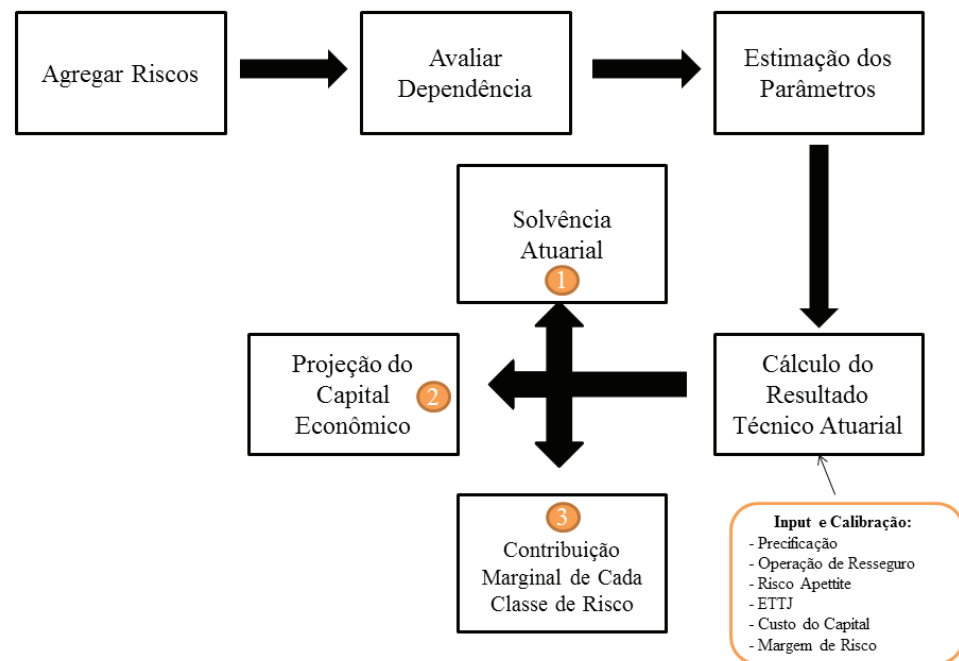 Agregar Riscos
Avaliar
Dependência
Estimação dos
Parâmetros
Solvência
Atuarial
1
Projeção do
Capital
Econômico
2
Cálculo do
Resultado
Técnico Atuarial
3
Contribuição
Marginal de Cada
Classe de Risco
Input e Calibração:
- Precificação
- Operação de Resseguro
- Risco Apettite
- ETTJ
- Custo do Capital
- Margem de Risco